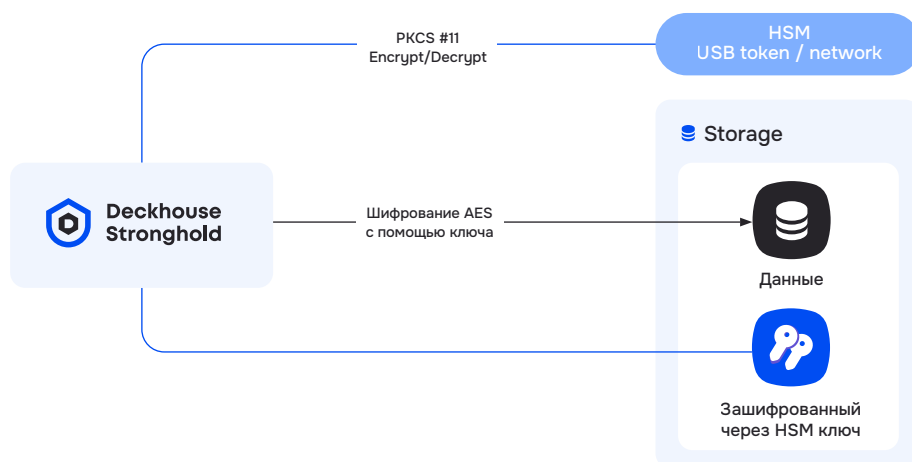 PKCS #11
Encrypt/Decrypt
HSM
USB token / network
Storage
Deckhouse
Stronghold
Шифрование AES
с помощью ключа
Данные
Зашифрованный
через HSM ключ